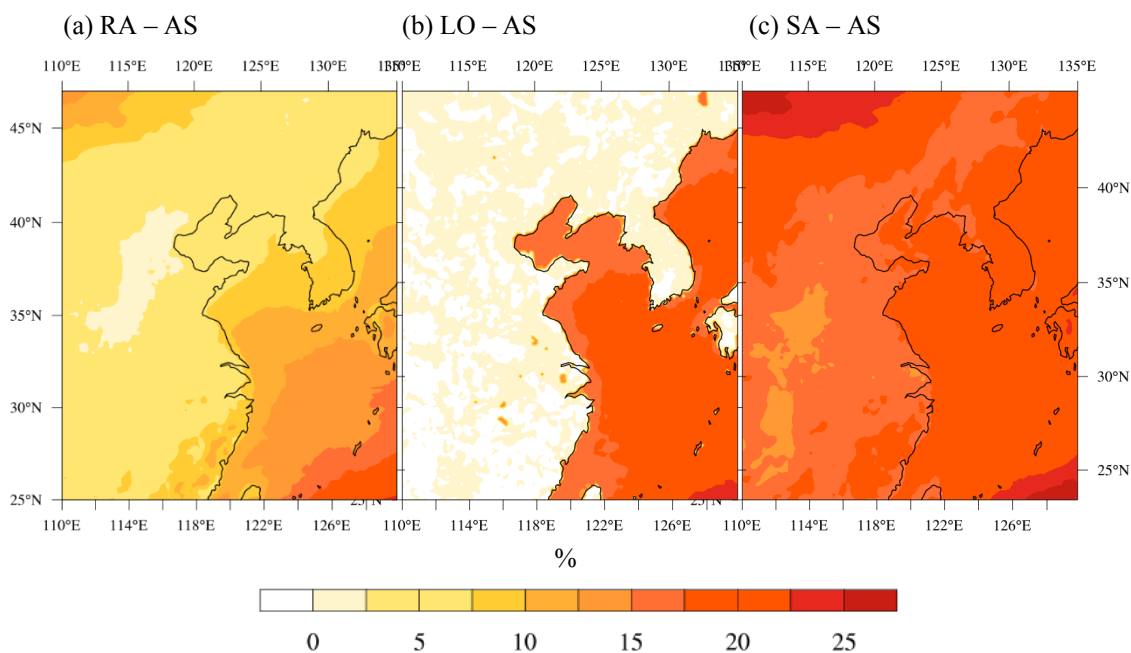 (a) RA – AS (b) LO – AS (c) SA – AS
110°E 115°E 120°E 125°E 130°E 110°E 115°E 120°E 125°E 130°E 110°E 115°E 120°E 125°E 130°E 135°E
45°N 40°N
40°N 35°N
35°N 30°N
30°N 25°N
25°N
110°E 118°E 122°E 126°E 110°E 114°E 118°E 122°E 126°E 110°E 114°E 118°E 122°E 126°E
%
0 5 10 15 20 25